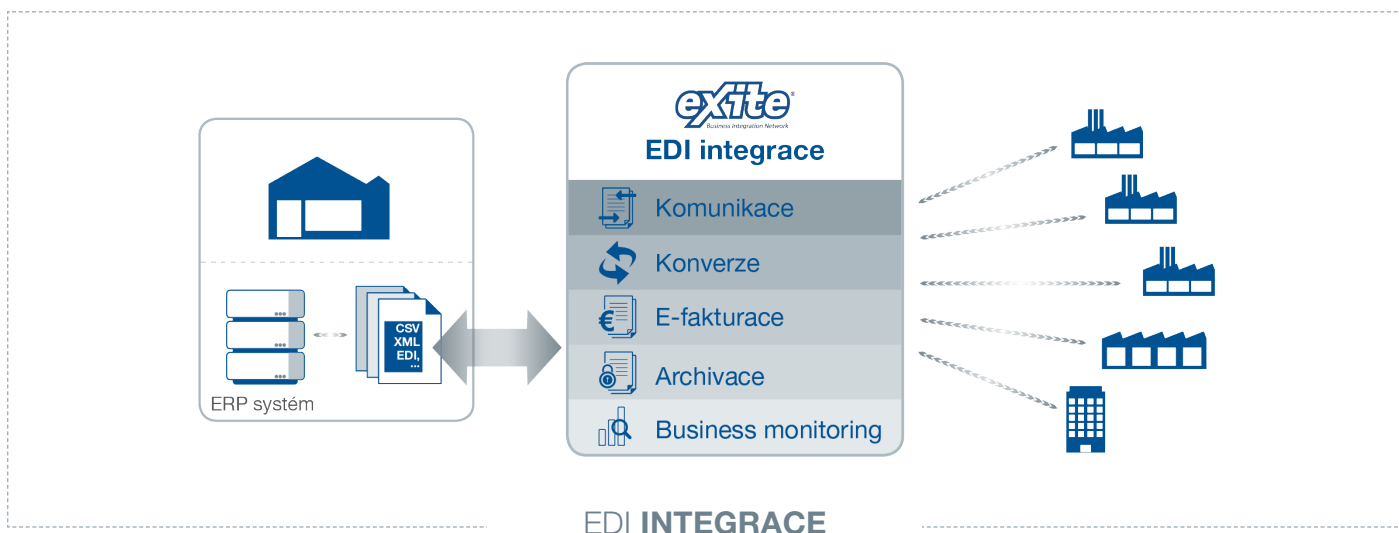 eXite®
Business Integration Network
EDI integrace
Komunikace
Konverze
E-fakturace
Archivace
Business monitoring
CSV
XML
EDI,
...
ERP systém
EDI INTEGRACE